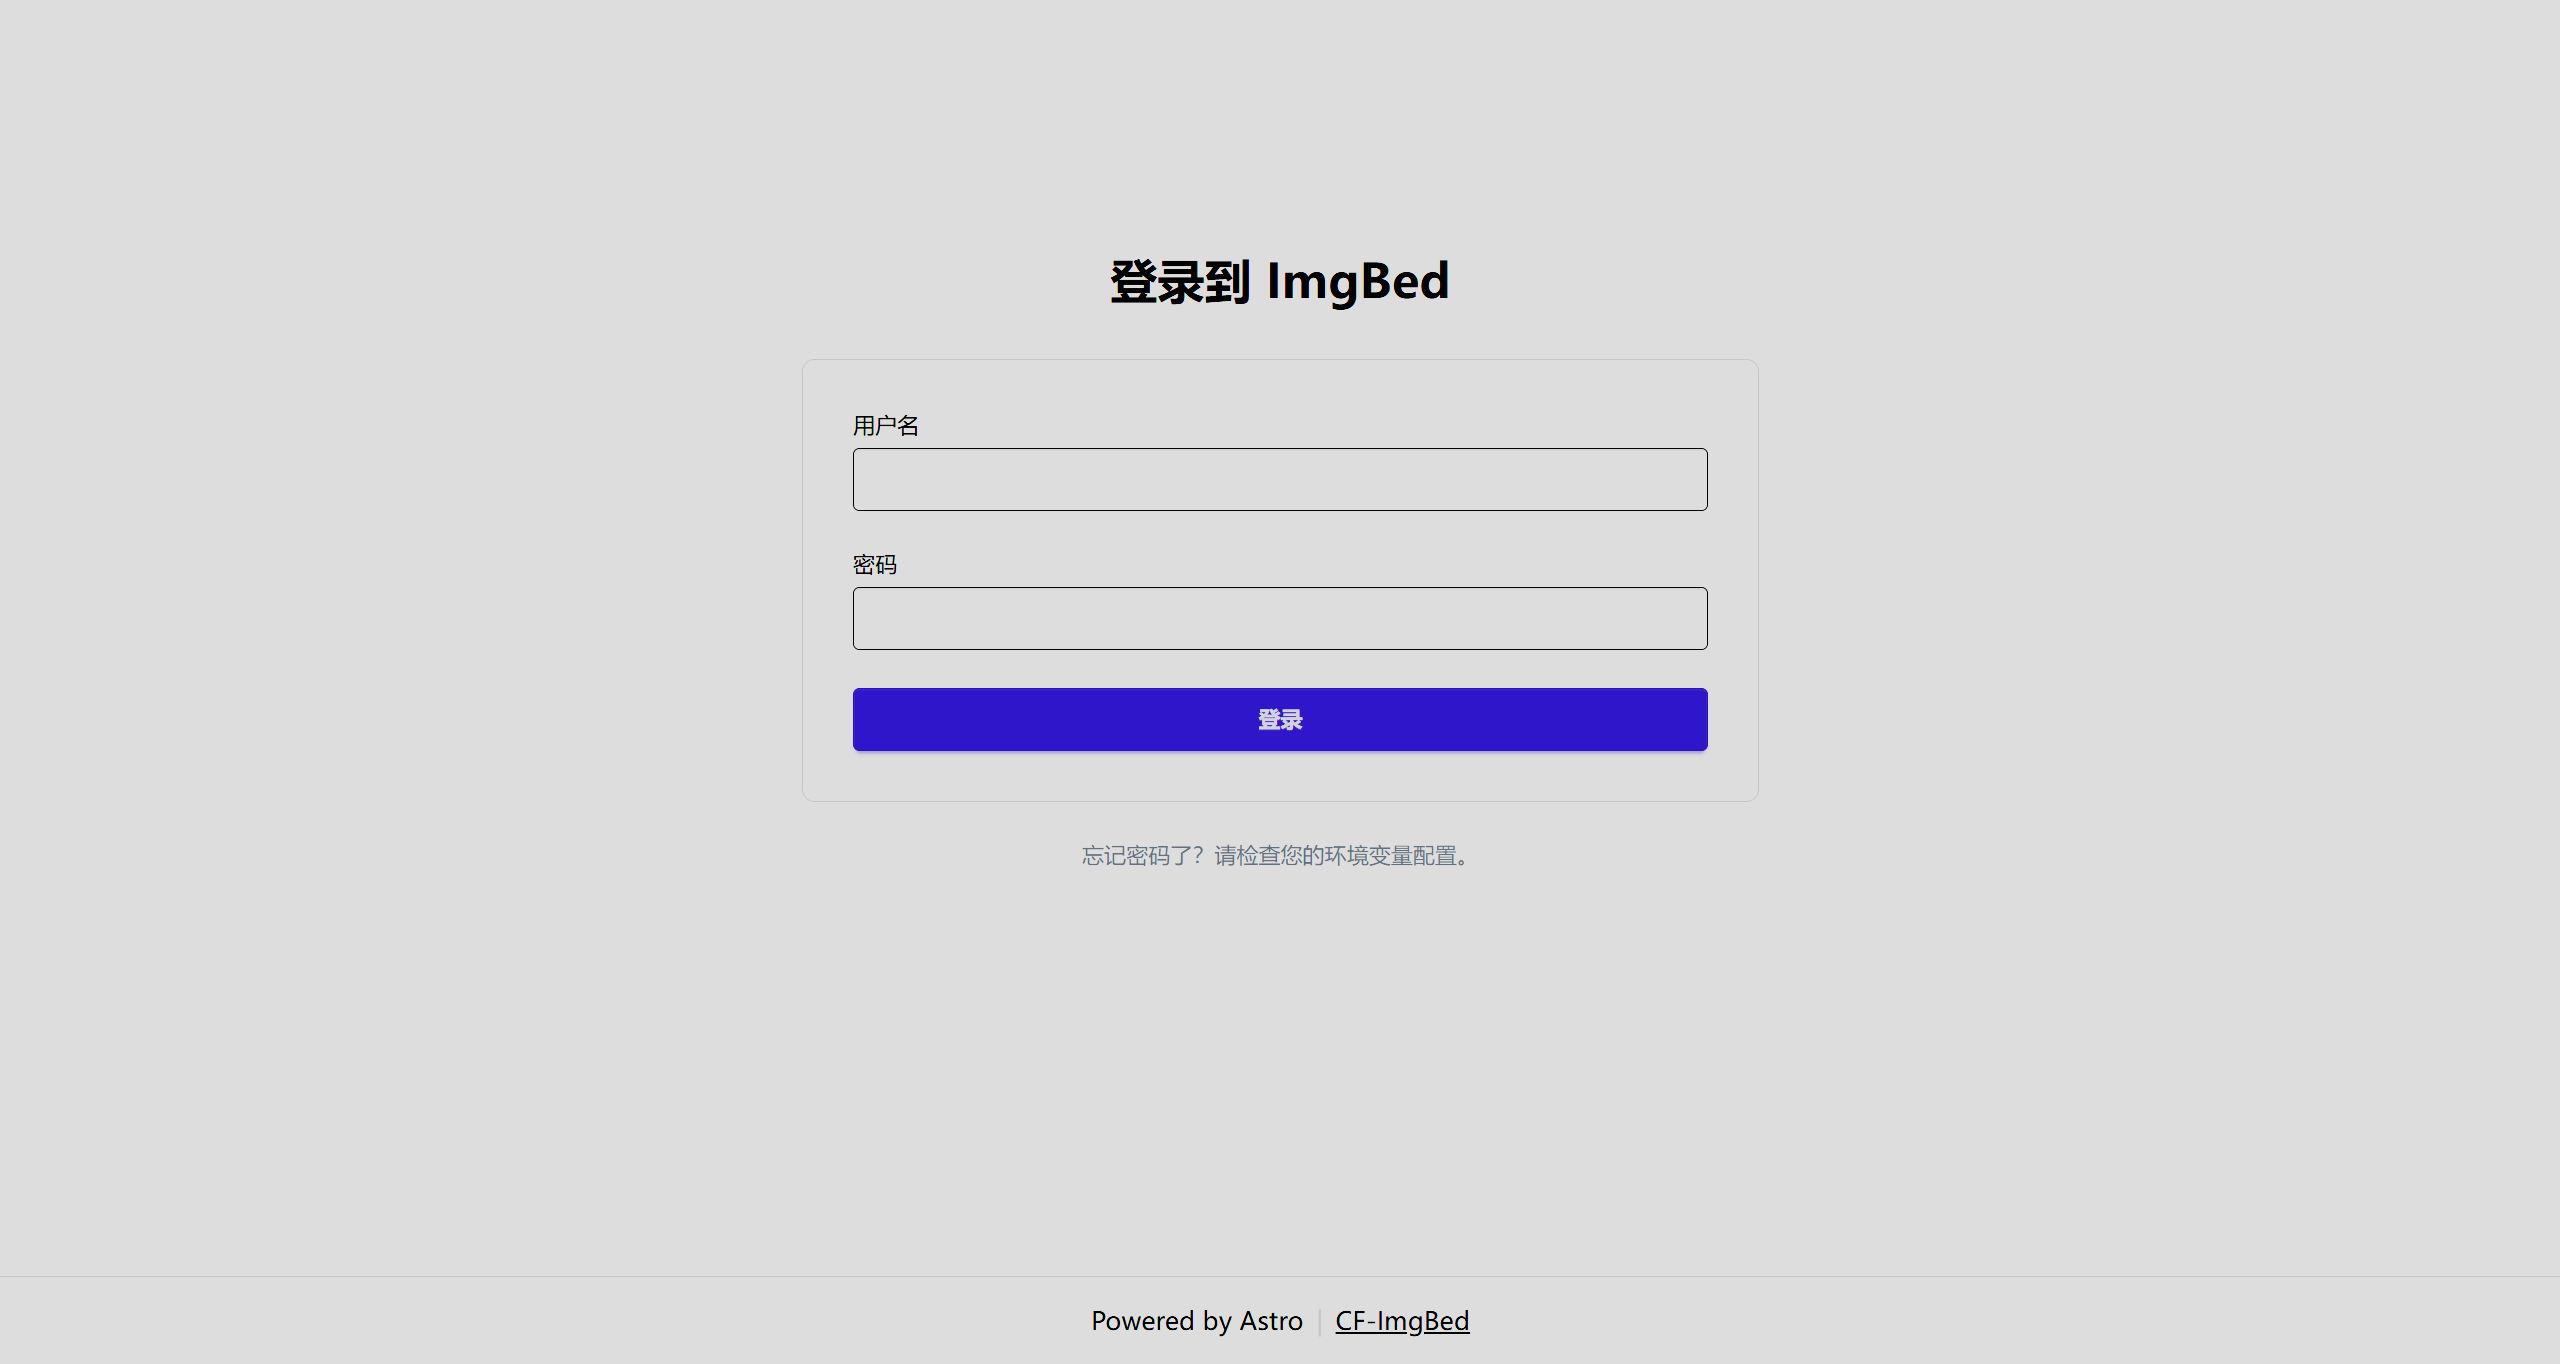 登录到 ImgBed
用户名
密码
登录
忘记密码了？请检查您的环境变量配置。
Powered by Astro | CF-ImgBed